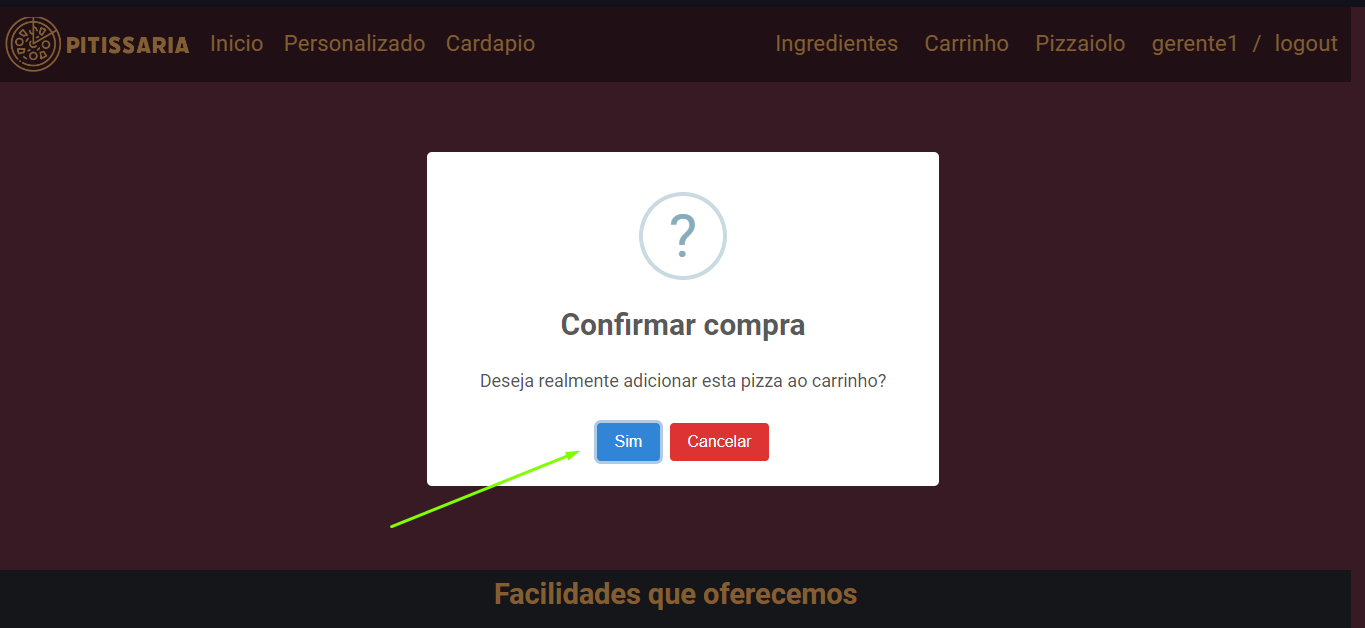 PITISSARIA Inicio Personalizado Cardapio Ingredientes Carrinho Pizzaiolo gerente1 / logout
?
Confirmar compra
Deseja realmente adicionar esta pizza ao carrinho?
Sim Cancelar
Facilidades que oferecemos